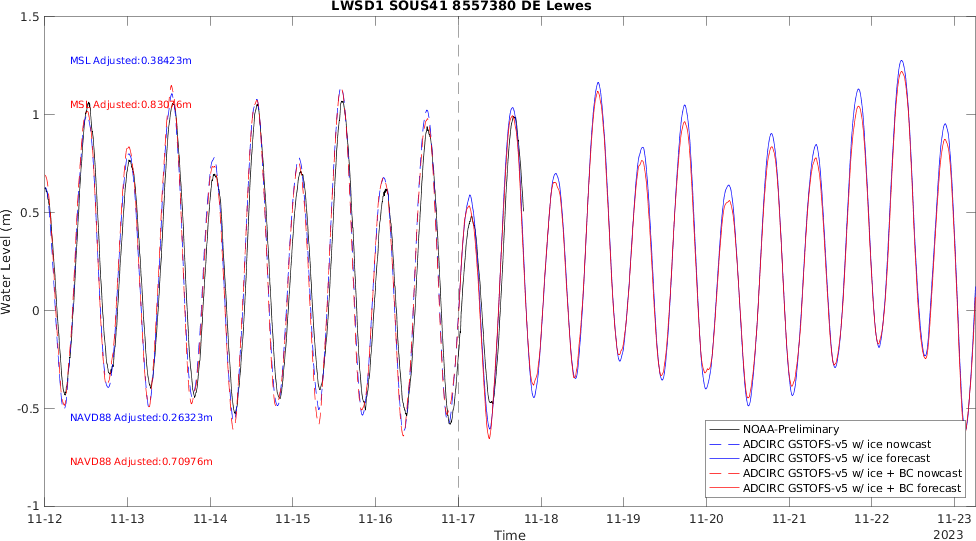 LWSD1 SOUS41 8557380 DE Lewes
1.5
MSL Adjusted:0.38423m
MSL Adjusted:0.83076m
1
0.5
Water Level (m)
0
-0.5
NAVD88 Adjusted:0.26323m
NAVD88 Adjusted:0.70976m
-1
NOAA-Preliminary
ADCIRC GSTOFS-v5 w/ ice nowcast
ADCIRC GSTOFS-v5 w/ ice forecast
ADCIRC GSTOFS-v5 w/ ice + BC nowcast
ADCIRC GSTOFS-v5 w/ ice + BC forecast
11-12 11-13 11-14 11-15 11-16 11-17 11-18 11-19 11-20 11-21 11-22 11-23
Time
2023